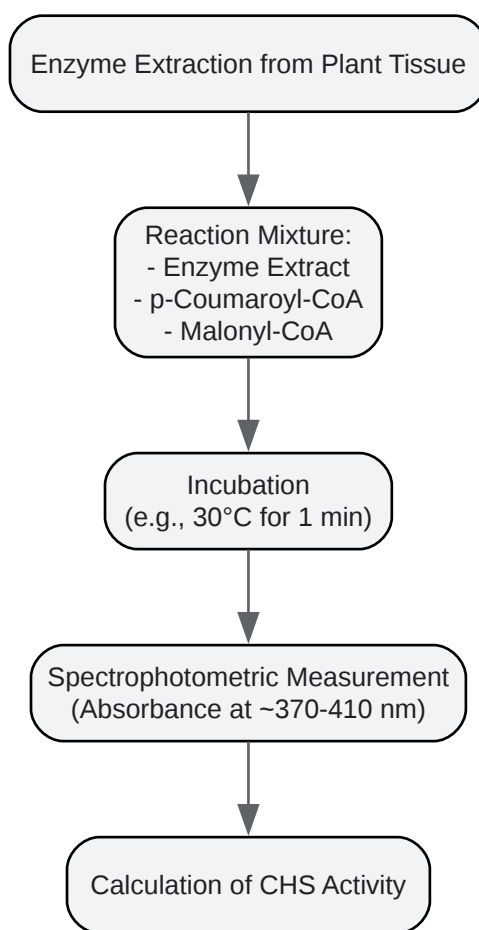 Enzyme Extraction from Plant Tissue
Reaction Mixture:
- Enzyme Extract
- p-Coumaroyl-CoA
- Malonyl-CoA
Incubation
(e.g., 30°C for 1 min)
Spectrophotometric Measurement
(Absorbance at ~370-410 nm)
Calculation of CHS Activity